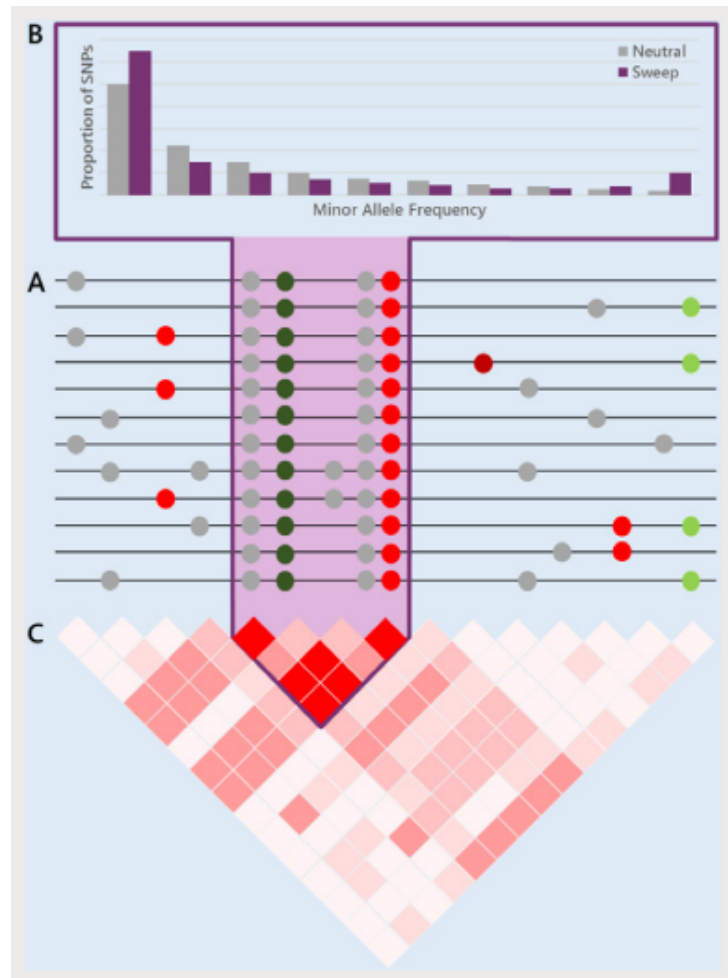 B
Proportion of SNPs
Neutral
Sweep
Minor Allele Frequency
A
C